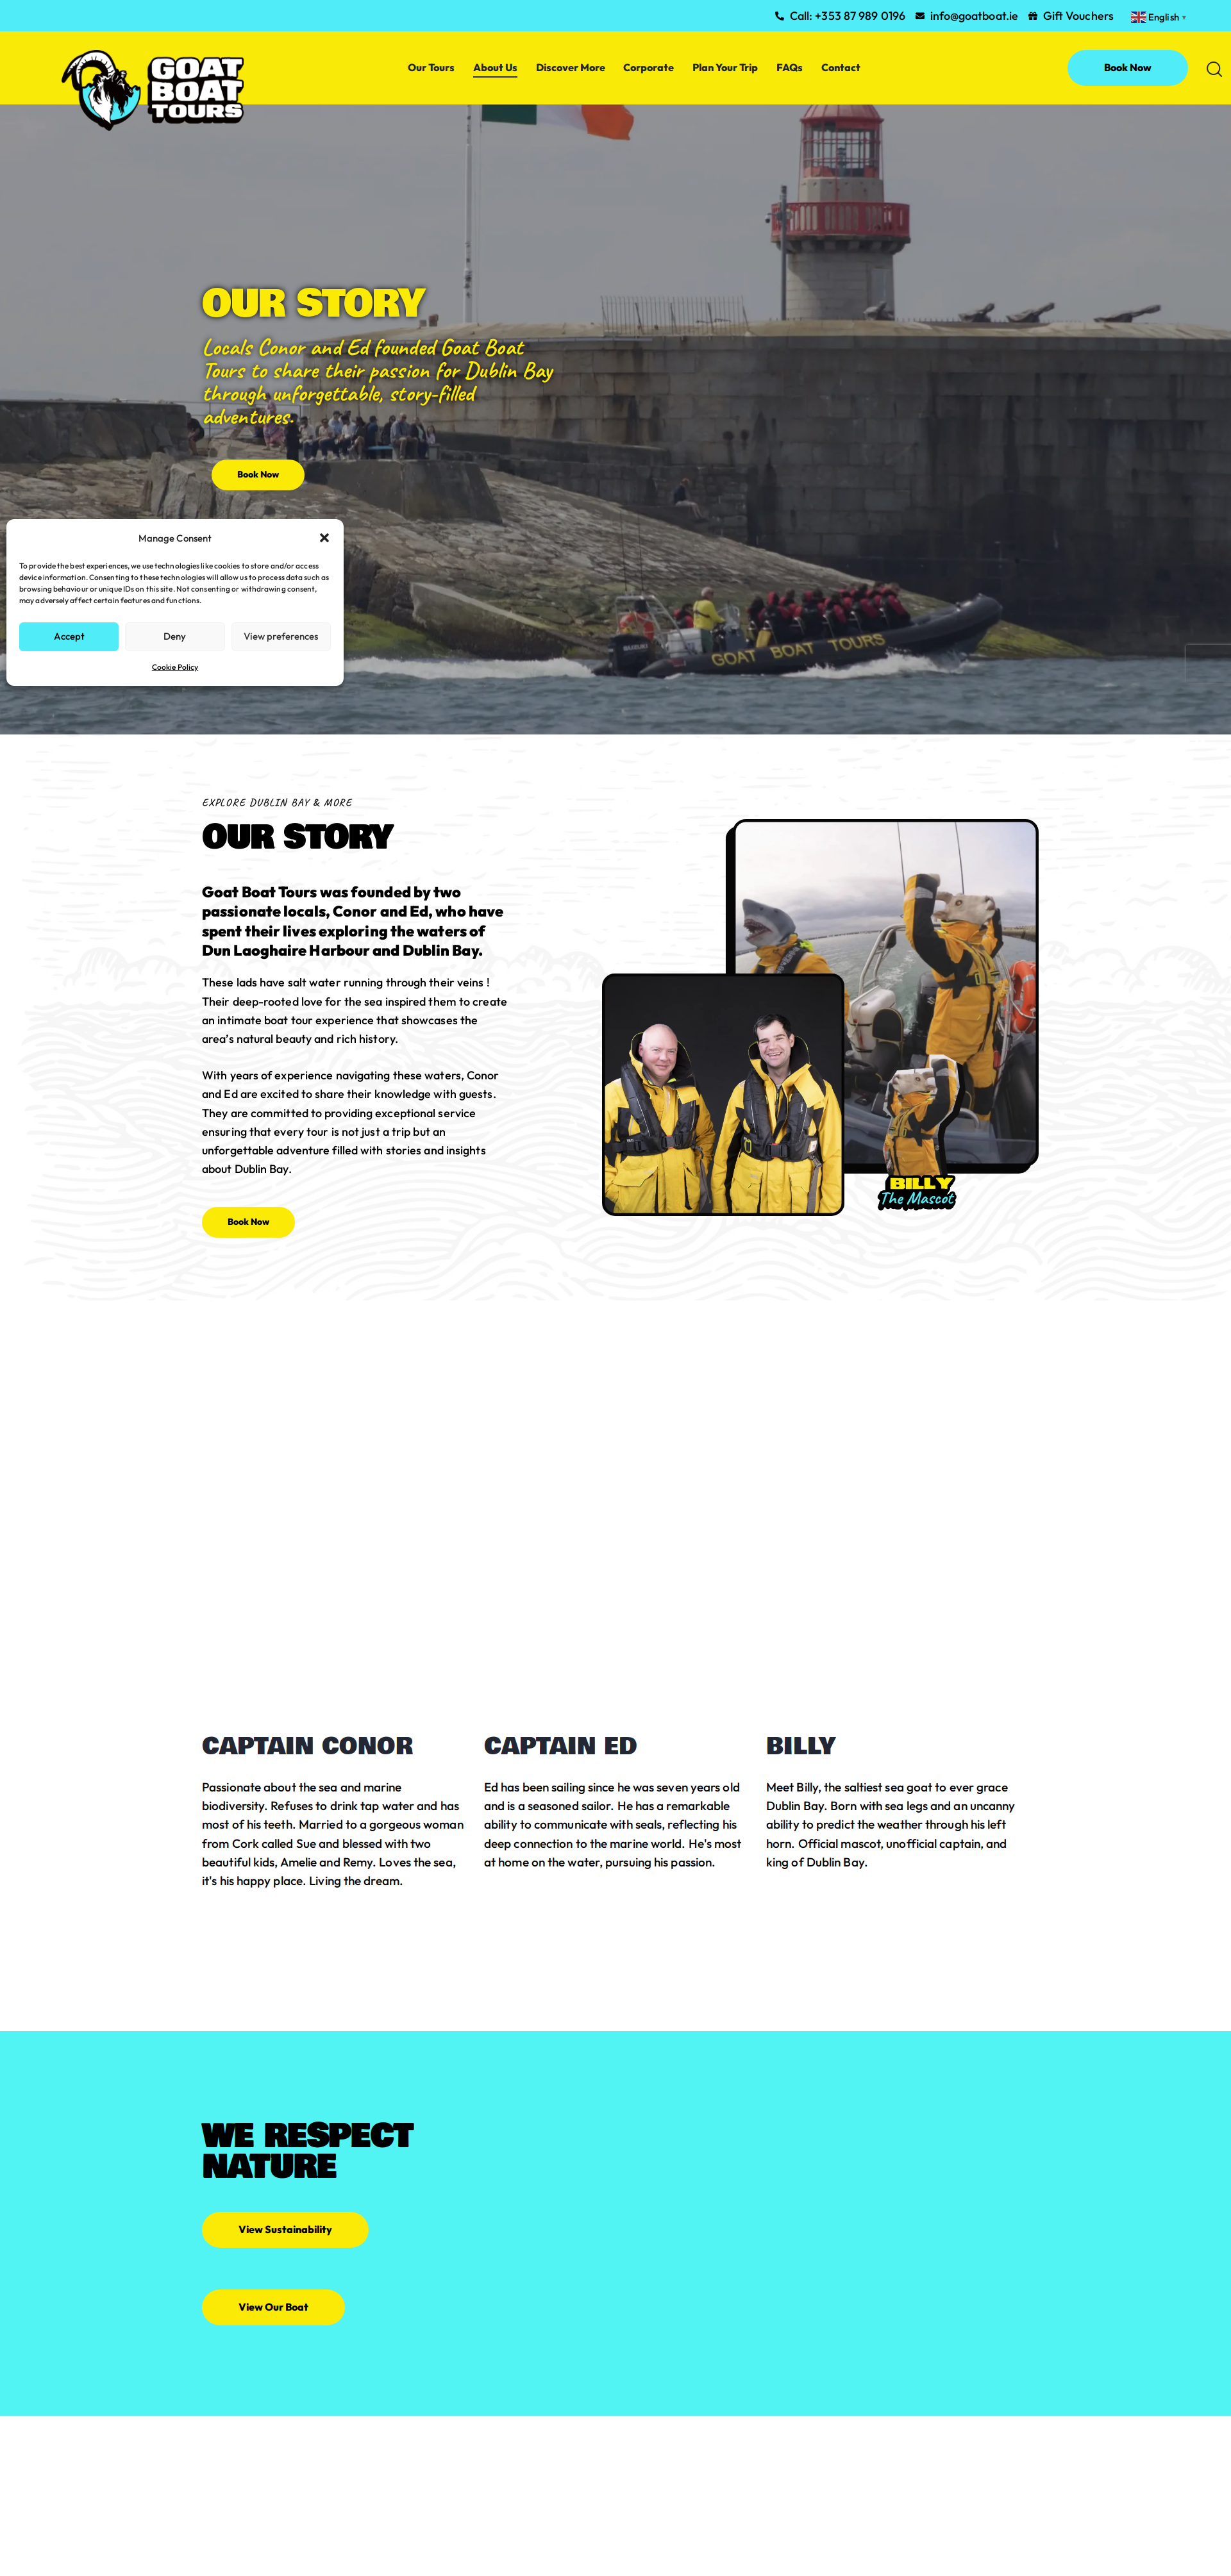 Call: +353 87 989 0196 info@goatboat.ie Gift Vouchers English
GOAT
BOAT
TOURS
Our Tours About Us Discover More Corporate Plan Your Trip FAQs Contact Book Now
OUR STORY
Locals Conor and Ed founded Goat Boat
Tours to share their passion for Dublin Bay
through unforgettable, story-filled
adventures.
Book Now
Manage Consent
To provide the best experiences, we use technologies like cookies to store and/or access
device information. Consenting to these technologies will allow us to process data such as
browsing behaviour or unique IDs on this site. Not consenting or withdrawing consent,
may adversely affect certain features and functions.
Accept Deny View preferences
Cookie Policy
SUZUKI
GOAT BOAT TOURS
EXPLORE DUBLIN BAY & MORE
OUR STORY
Goat Boat Tours was founded by two
passionate locals, Conor and Ed, who have
spent their lives exploring the waters of
Dun Laoghaire Harbour and Dublin Bay.
These lads have salt water running through their veins !
Their deep-rooted love for the sea inspired them to create
an intimate boat tour experience that showcases the
area’s natural beauty and rich history.
With years of experience navigating these waters, Conor
and Ed are excited to share their knowledge with guests.
They are committed to providing exceptional service
ensuring that every tour is not just a trip but an
unforgettable adventure filled with stories and insights
about Dublin Bay.
Book Now
BILLY
The Mascot
CAPTAIN CONOR
Passionate about the sea and marine
biodiversity. Refuses to drink tap water and has
most of his teeth. Married to a gorgeous woman
from Cork called Sue and blessed with two
beautiful kids, Amelie and Remy. Loves the sea,
it's his happy place. Living the dream.
CAPTAIN ED
Ed has been sailing since he was seven years old
and is a seasoned sailor. He has a remarkable
ability to communicate with seals, reflecting his
deep connection to the marine world. He's most
at home on the water, pursuing his passion.
BILLY
Meet Billy, the saltiest sea goat to ever grace
Dublin Bay. Born with sea legs and an uncanny
ability to predict the weather through his left
horn. Official mascot, unofficial captain, and
king of Dublin Bay.
WE RESPECT
NATURE
View Sustainability
View Our Boat